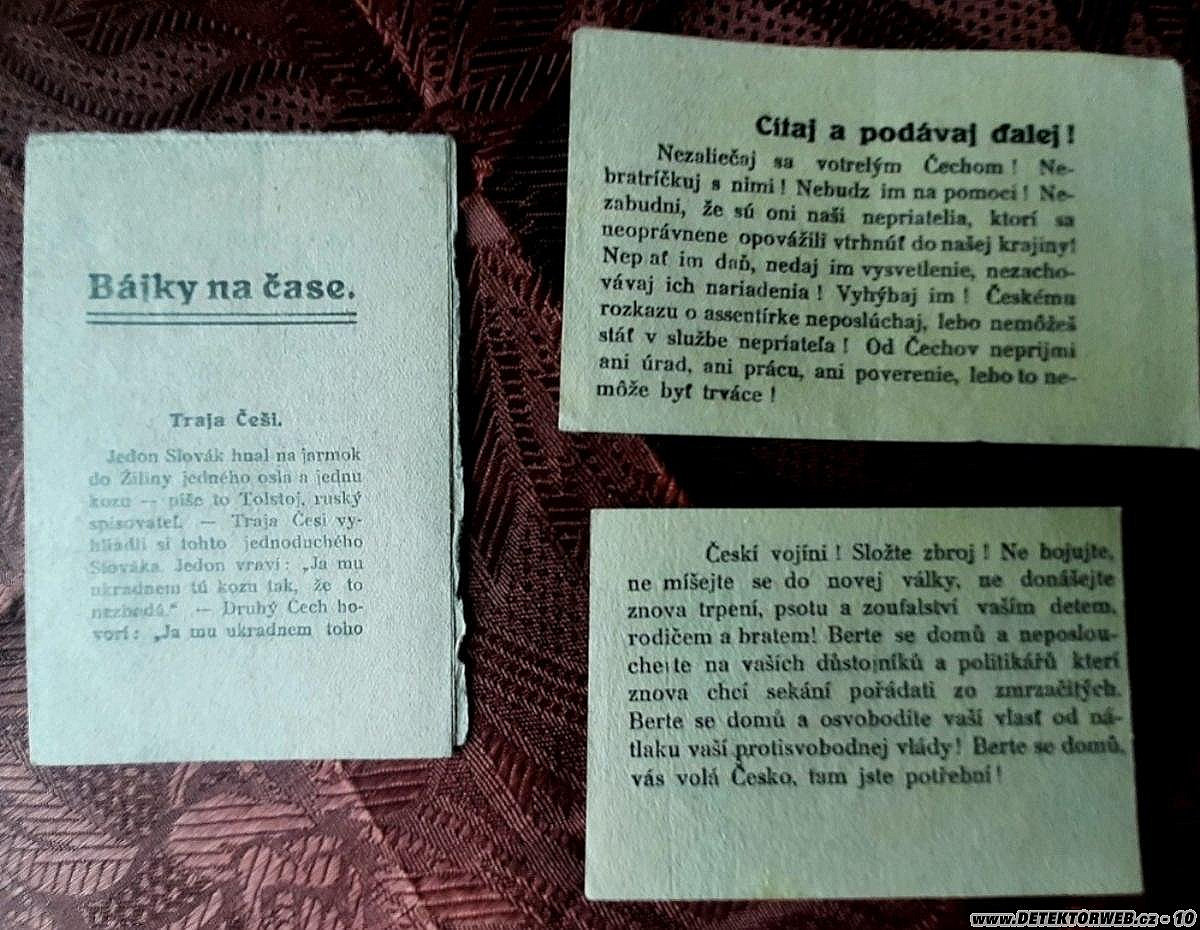 Bájky na čase.
Traja Češi.
Jedon Slovák hnal na jarmok
do Žiliny jedného osla a jednu
kozu — piše to Tolstoj, ruský
spisovateľ. — Traja Česi vy-
hliadli si tohto jednoduchého
Slováka. Jedon vraví: „Ja mu
ukradnem tú kozu tak, že to
nezbedá.“ — Druhý Čech ho-
vorí: „Ja mu ukradnem toho
Čítaj a podávaj ďalej!
Nezaliečaj sa votrelým Čechom! Ne-
bratríčkuj s nimi! Nebudz im na pomoci! Ne-
zabudni, že sú oni naši nepriatelia, ktorí sa
neoprávnene opovážili vtrhnúť do našej krajiny!
Nep ať im daň, nedaj im vysvetlenie, nezacho-
vávaj ich nariadenia! Vyhýbaj im! Českému
rozkazu o assentírke neposlúchaj, lebo nemôžeš
stáť v službe nepriateľa! Od Čechov neprijmi
ani úrad, ani prácu, ani poverenie, lebo to ne-
môže byť trváce!
Českí vojíni! Složte zbroj! Ne bojujte,
ne míšejte se do novej války, ne donášejte
znova trpení, psotu a zoufalství vaším detem,
rodičem a bratem! Berte se domů a neposlou-
chejte na vaších důstojníků a politikářů kterí
znova chcí sekání pořádati zo zmrzačitých.
Berte se domů a osvobodite vaší vlasť od ná-
tlaku vaší protisvobodnej vlády! Berte se domů,
vás volá Česko, tam jste potřební!
www.DETEKTORWEB.cz - 10